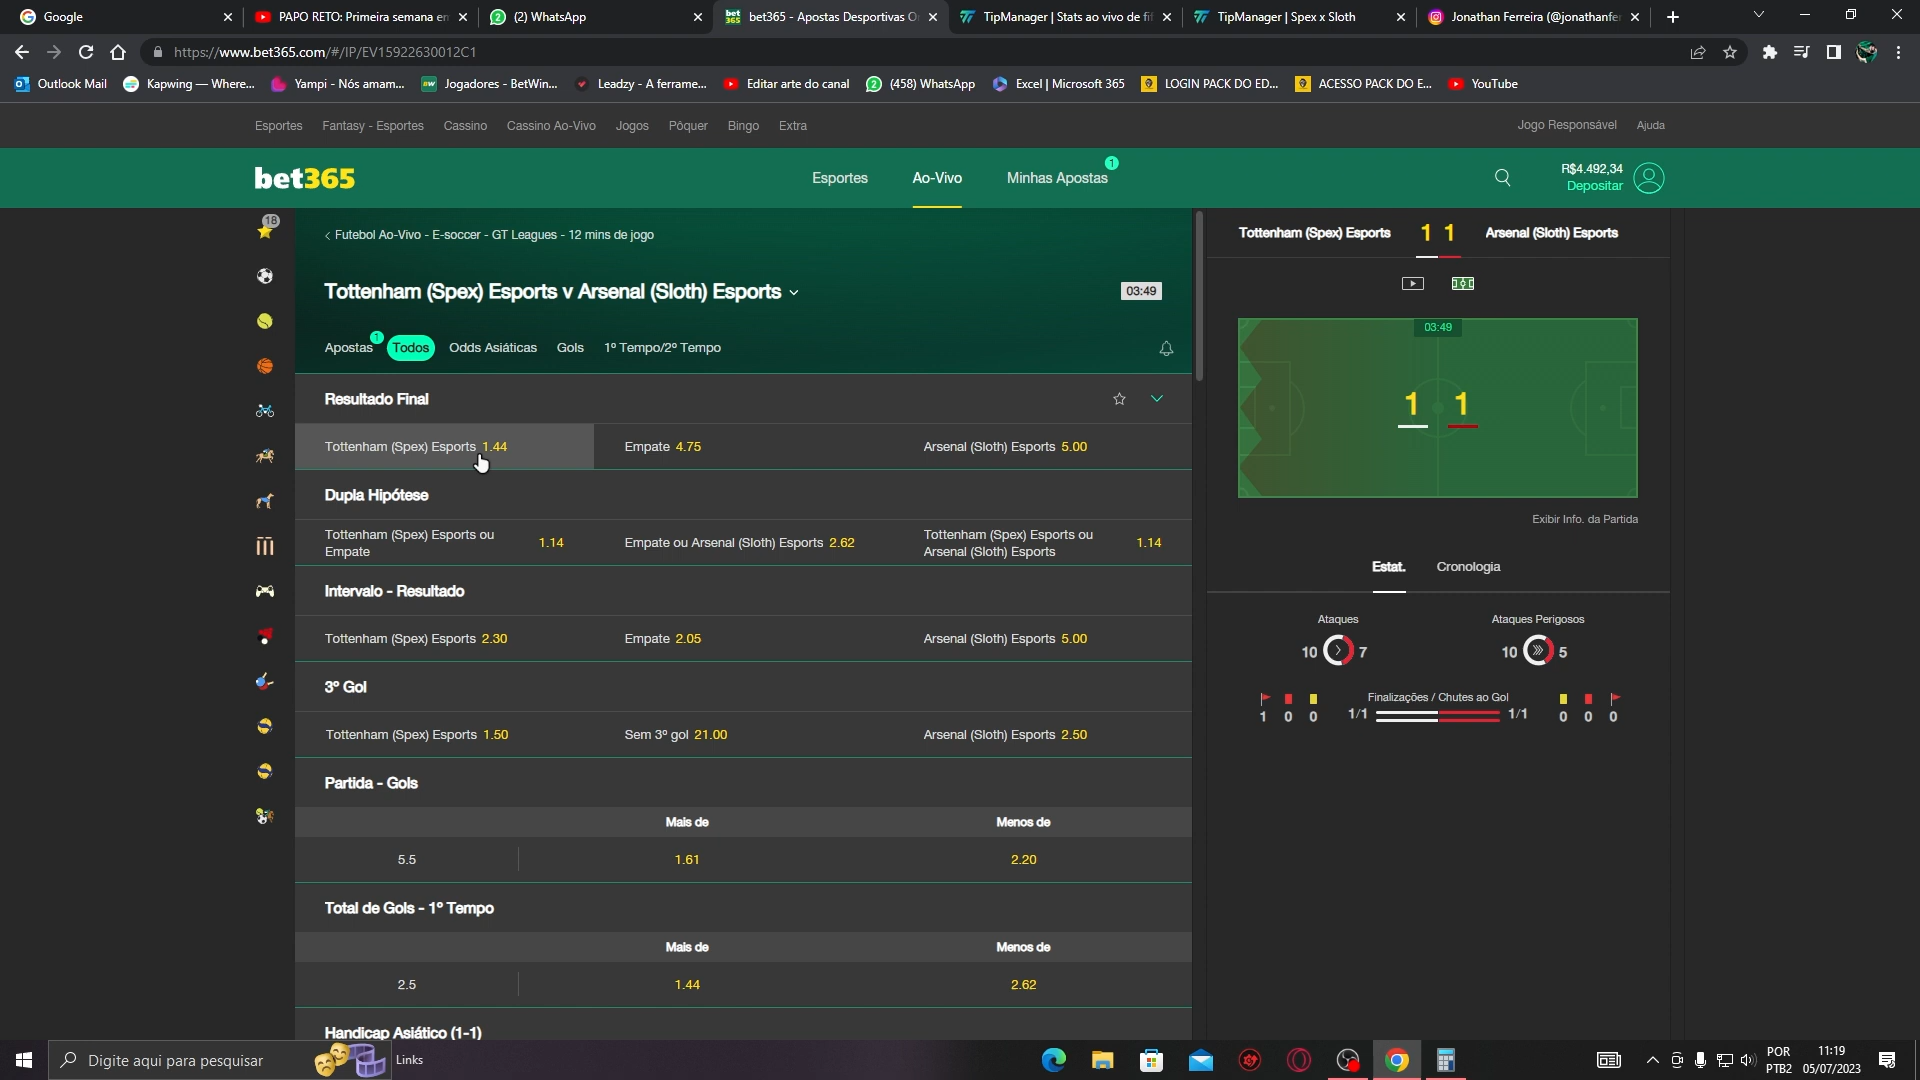 Google
PAPO RETO: Primeira semana en
(2) WhatsApp
bet365 - Apostas Desportivas O
TipManager | Stats ao vivo de fif
TipManager | Spex x Sloth
Jonathan Ferreira (@jonathanfer
https://www.bet365.com/#/IP/EV15922630012C1
Outlook Mail
Kapwing — Where...
Yampi - Nós amam...
Jogadores - BetWin...
Leadzy - A ferrame...
Editar arte do canal
(458) WhatsApp
Excel | Microsoft 365
LOGIN PACK DO ED...
ACESSO PACK DO E...
YouTube
Esportes
Fantasy - Esportes
Cassino
Cassino Ao-Vivo
Jogos
Pôquer
Bingo
Extra
Jogo Responsável
Ajuda
bet365
Esportes
Ao-Vivo
Minhas Apostas
1
R$4.492,34
Depositar
18
< Futebol Ao-Vivo - E-soccer - GT Leagues - 12 mins de jogo
Tottenham (Spex) Esports v Arsenal (Sloth) Esports
03:49
Apostas
1
Todos
Odds Asiáticas
Gols
1º Tempo/2º Tempo
Resultado Final
Tottenham (Spex) Esports 1.44
Empate 4.75
Arsenal (Sloth) Esports 5.00
Dupla Hipótese
Tottenham (Spex) Esports ou
Empate
1.14
Empate ou Arsenal (Sloth) Esports 2.62
Tottenham (Spex) Esports ou
Arsenal (Sloth) Esports
1.14
Intervalo - Resultado
Tottenham (Spex) Esports 2.30
Empate 2.05
Arsenal (Sloth) Esports 5.00
3º Gol
Tottenham (Spex) Esports 1.50
Sem 3º gol 21.00
Arsenal (Sloth) Esports 2.50
Partida - Gols
Mais de
Menos de
5.5
1.61
2.20
Total de Gols - 1º Tempo
Mais de
Menos de
2.5
1.44
2.62
Handicap Asiático (1-1)
Tottenham (Spex) Esports
1 1
Arsenal (Sloth) Esports
03:49
1
1
Exibir Info. da Partida
Estat.
Cronologia
Ataques
10
7
Ataques Perigosos
10
5
Finalizações / Chutes ao Gol
1 0 0
1/1
1/1
0 0 0
Digite aqui para pesquisar
Links
POR
PTB2
11:19
05/07/2023